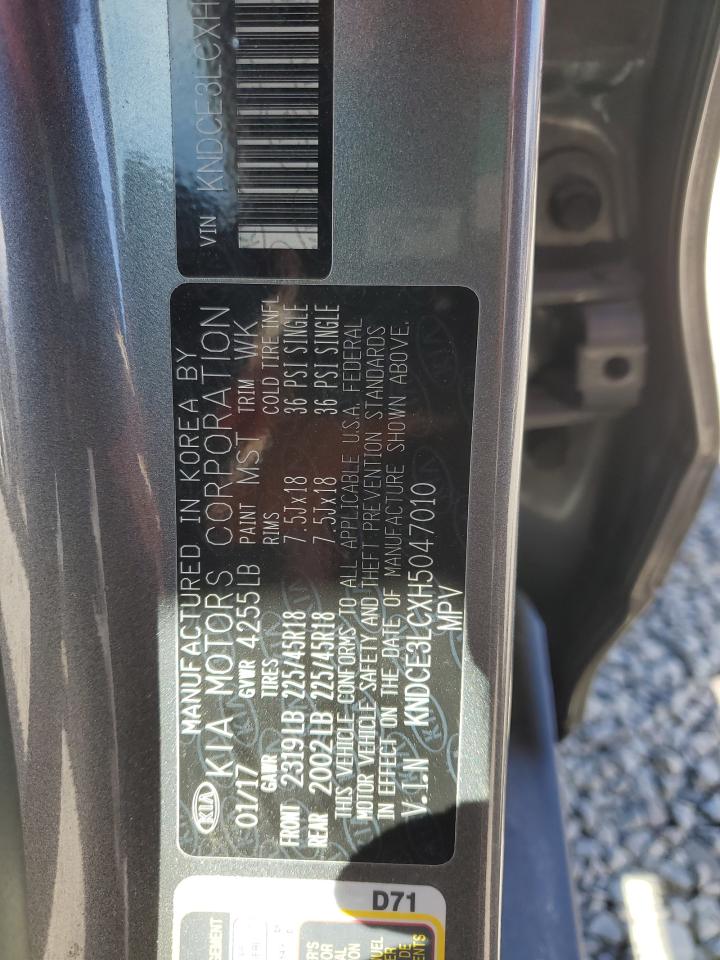 VIN KNDCE3LCXH
KIA
MANUFACTURED IN KOREA BY
KIA MOTORS CORPORATION
01/17 GVWR 4255LB PAINT MST TRIM WK
GAWR TIRES RIMS COLD TIRE INFL
FRONT 2319LB 225/45R18 7.5Jx18 36 PSI SINGLE
REAR 2002LB 225/45R18 7.5Jx18 36 PSI SINGLE
THIS VEHICLE CONFORMS TO ALL APPLICABLE U.S.A. FEDERAL
MOTOR VEHICLE SAFETY AND THEFT PREVENTION STANDARDS
IN EFFECT ON THE DATE OF MANUFACTURE SHOWN ABOVE.
V.I.N KNDCE3LCXH5047010
MPV
D71